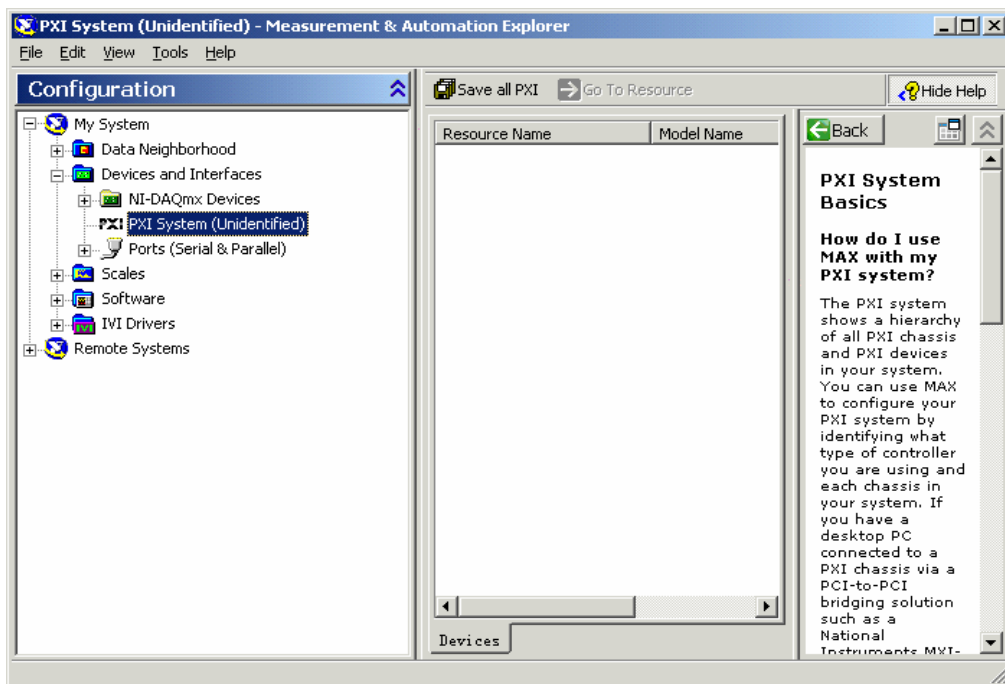 PXI System (Unidentified) - Measurement & Automation Explorer
File Edit View Tools Help
Configuration
My System
Data Neighborhood
Devices and Interfaces
NI-DAQmx Devices
PXI PXI System (Unidentified)
Ports (Serial & Parallel)
Scales
Software
IVI IVI Drivers
Remote Systems
Save all PXI Go To Resource
Hide Help
Resource Name Model Name
Devices
Back
PXI System
Basics
How do I use
MAX with my
PXI system?
The PXI system
shows a hierarchy
of all PXI chassis
and PXI devices
in your system.
You can use MAX
to configure your
PXI system by
identifying what
type of controller
you are using and
each chassis in
your system. If
you have a
desktop PC
connected to a
PXI chassis via a
PCI-to-PCI
bridging solution
such as a
National
Instruments MXI-